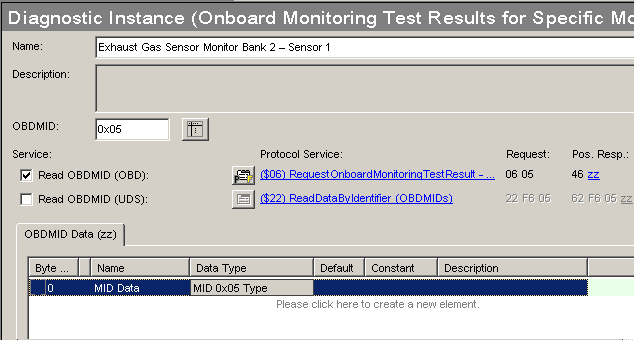 Diagnostic Instance (Onboard Monitoring Test Results for Specific Mo
Name: Exhaust Gas Sensor Monitor Bank 2 – Sensor 1
Description:
OBDMID: 0x05
Service: Protocol Service: Request: Pos. Resp.:
Read OBDMID (OBD): ($06) RequestOnboardMonitoringTestResult - ... 06 05 46 zz
Read OBDMID (UDS): ($22) ReadDataByIdentifier (OBDMIDs) 22 F6 05 62 F6 05 zz
OBDMID Data (zz)
Byte ... Name Data Type Default Constant Description
0 MID Data MID 0x05 Type
Please click here to create a new element.